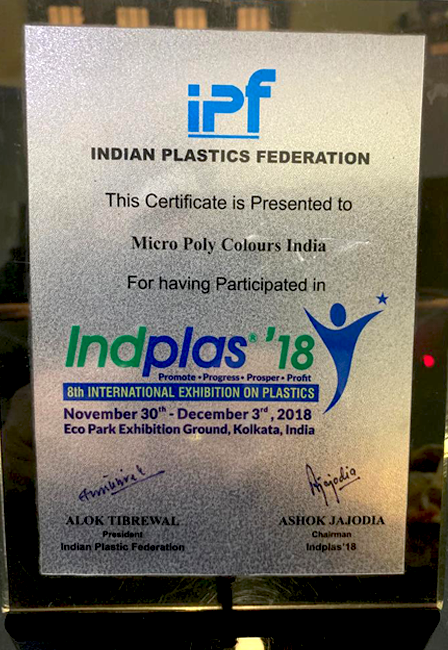 ipf
INDIAN PLASTICS FEDERATION
This Certificate is Presented to
Micro Poly Colours India
For having Participated in
Indplas® '18
Promote • Progress • Prosper • Profit
8th INTERNATIONAL EXHIBITION ON PLASTICS
November 30th - December 3rd, 2018
Eco Park Exhibition Ground, Kolkata, India
Ajajodia
ALOK TIBREWAL
President
Indian Plastic Federation
ASHOK JAJODIA
Chairman
Indplas'18